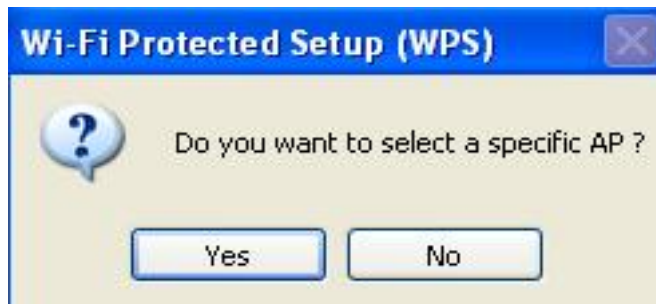 Wi-Fi Protected Setup (WPS)
Do you want to select a specific AP ?
Yes
No